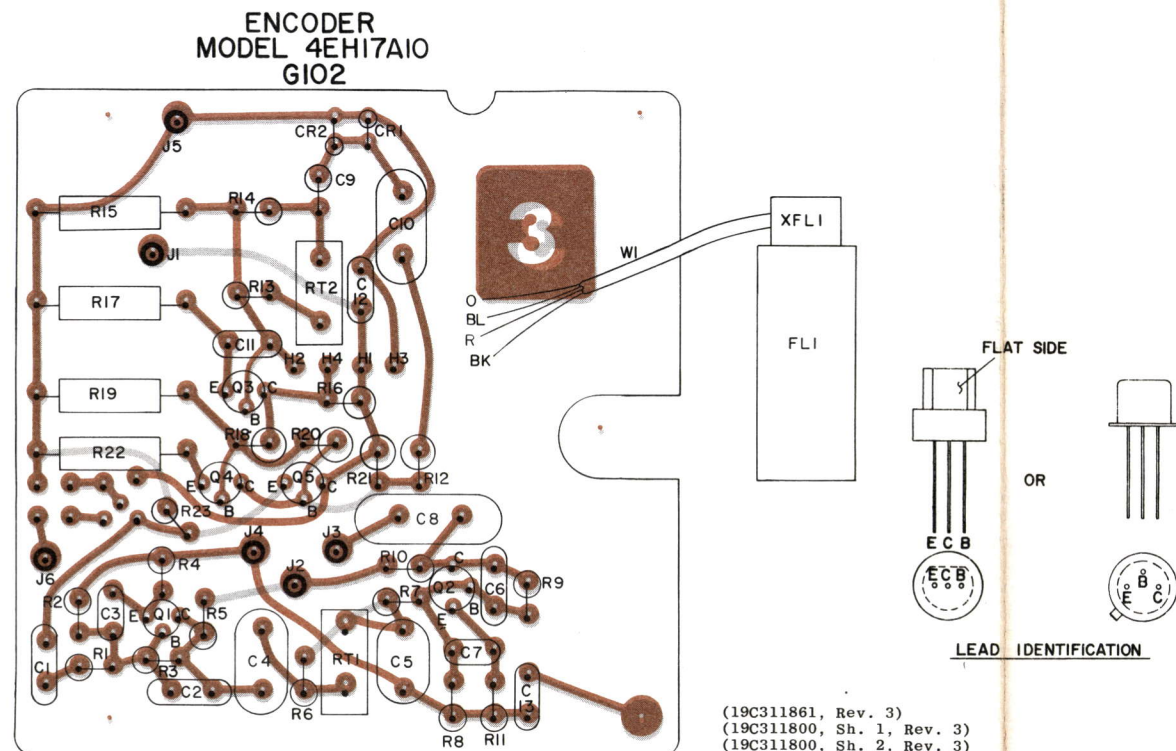 ENCODER
MODEL 4EH17A10
G102
CR2
CR1
J5
C9
R15
R14
C10
3
XFL1
J1
W1
R13
RT2
C
12
R17
O
BL
R
BK
FL1
C11
H2
H4
H1
H3
FLAT SIDE
E
Q3
C
R16
B
R19
R18
R20
R22
R21
R12
E
Q4
C
E
Q5
C
B
B
OR
R23
C8
J4
J3
E C B
J6
R4
J2
R10
C
Q2
C6
R9
E C B
B
E
C
R2
C3
E
Q1
C
R5
R7
B
E
B
LEAD IDENTIFICATION
C1
R1
R3
C4
RT1
C5
C7
C2
R6
C
13
R8
R11
(19C311861, Rev. 3)
(19C311800, Sh. 1, Rev. 3)
(19C311800, Sh. 2, Rev. 3)